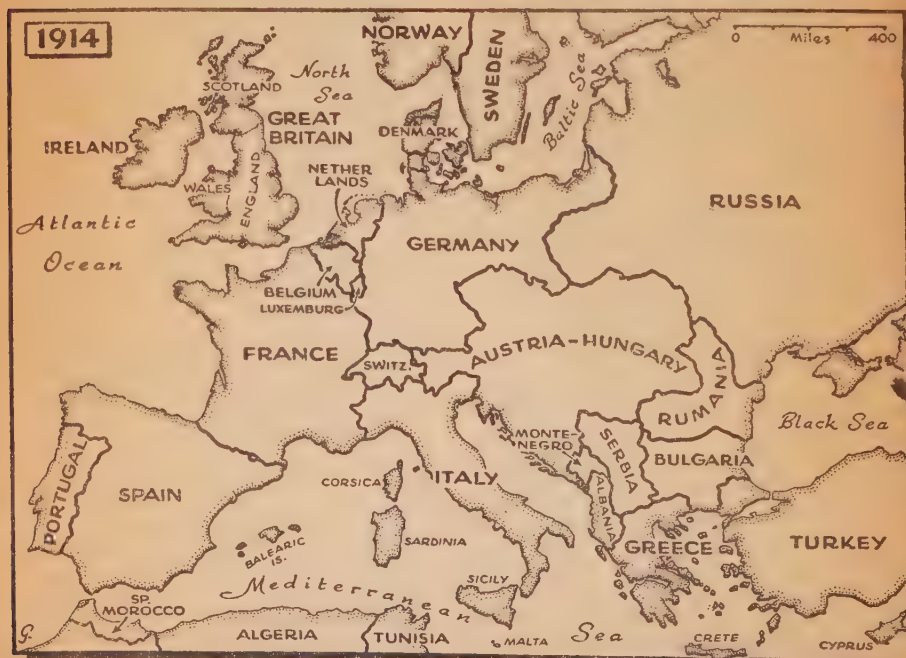 1914
NORWAY
0 Miles 400
SWEDEN
North
Sea
SCOTLAND
Baltic Sea
GREAT
BRITAIN
DENMARK
IRELAND
NETHER
LANDS
WALES
ENGLAND
RUSSIA
Atlantic
Ocean
GERMANY
BELGIUM
LUXEMBURG
FRANCE
SWITZ.
AUSTRIA-HUNGARY
RUMANIA
Black Sea
MONTE-
NEGRO
SERBIA
BULGARIA
PORTUGAL
SPAIN
CORSICA
ITALY
ALBANIA
SARDINIA
GREECE
TURKEY
BALEARIC
IS.
Mediterranean
Sea
SICILY
SP.
MOROCCO
G.
ALGERIA
TUNISIA
MALTA
CRETE
CYPRUS